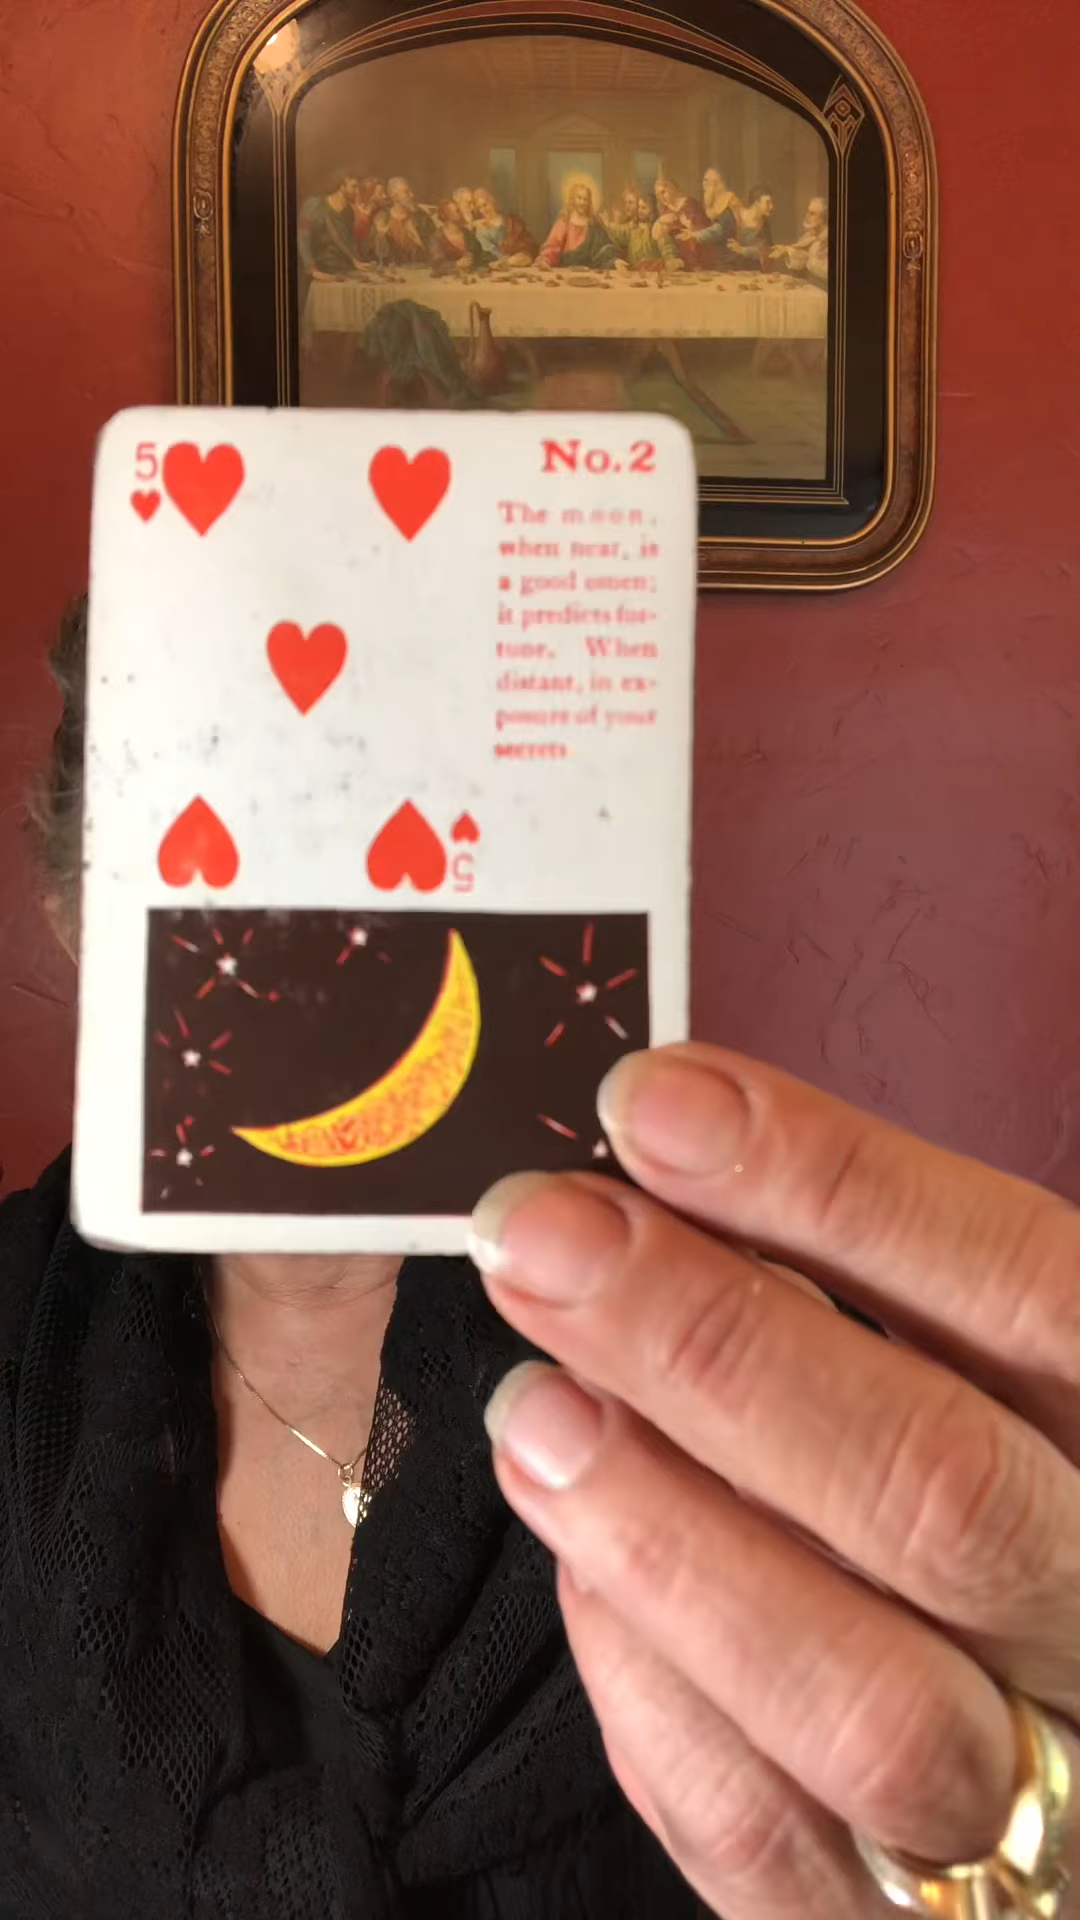 5
No.2
The moon,
when near, is
a good omen;
it predicts for-
tune. When
distant, in ex-
posure of your
secrets
5